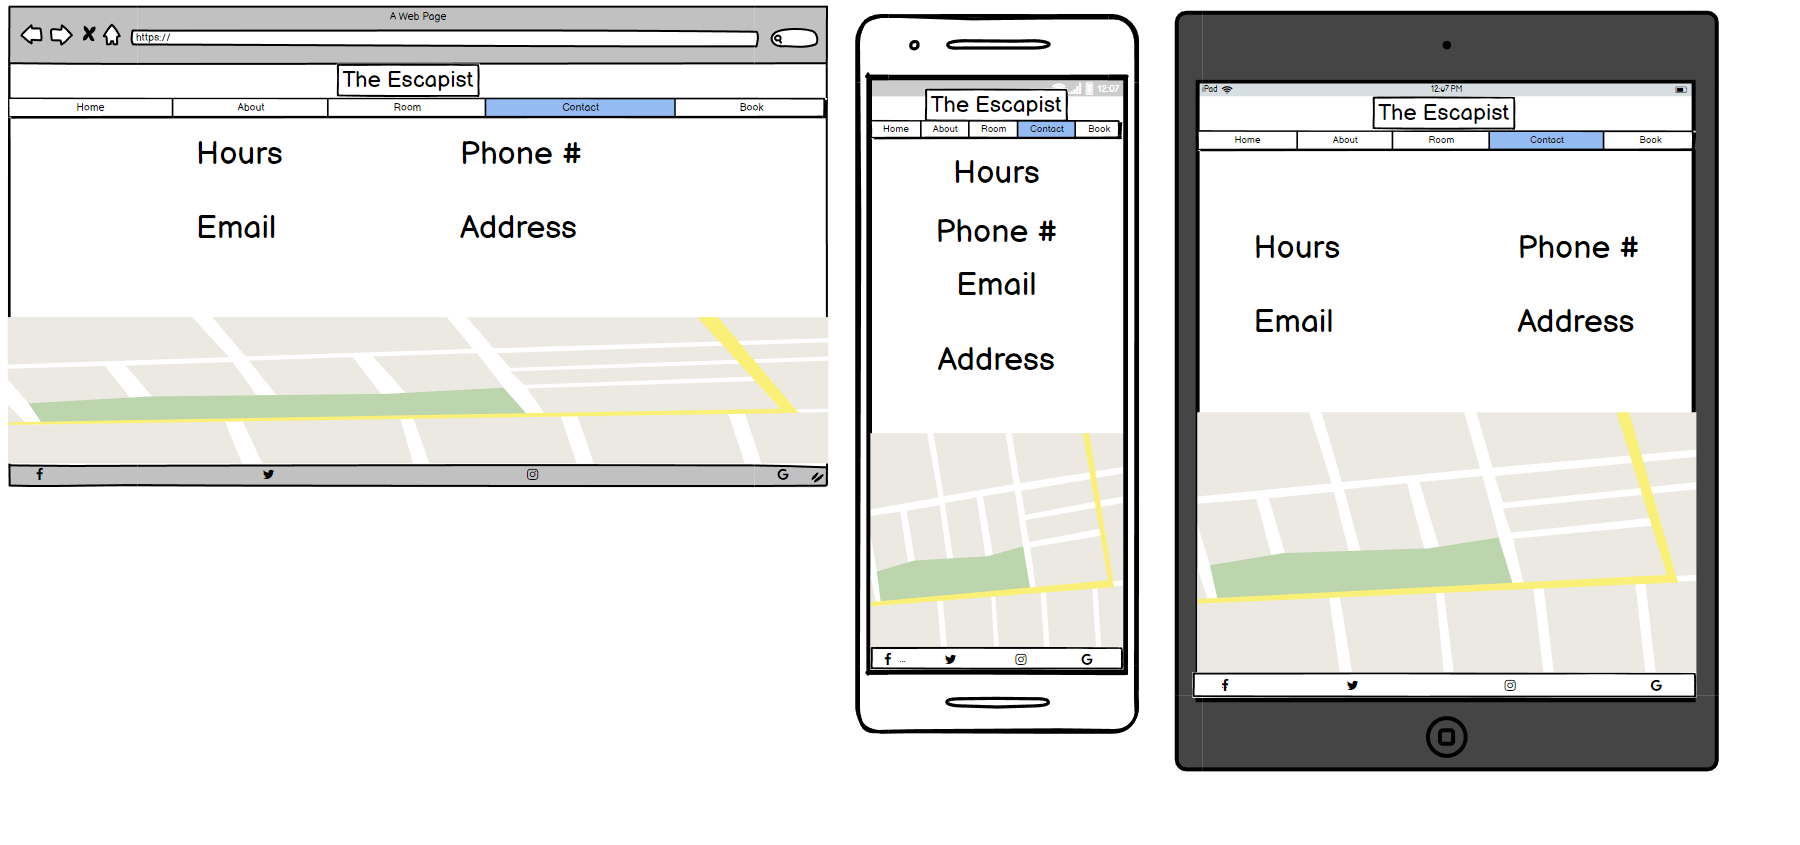 A Web Page
https://
The Escapist
Home About Room Contact Book
Hours Phone #
Email Address
G
12:07
The Escapist
Home About Room Contact Book
Hours
Phone #
Email
Address
... G
iPad 12:07 PM
The Escapist
Home About Room Contact Book
Hours Phone #
Email Address
G